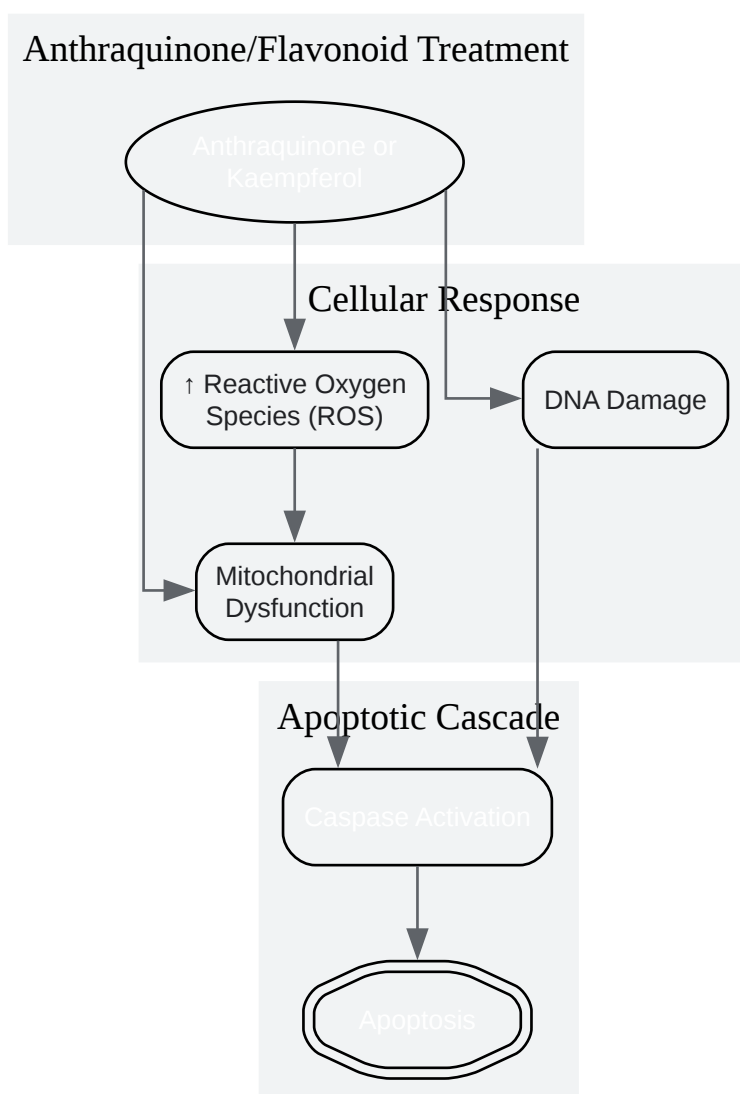 Anthraquinone/Flavonoid Treatment
Anthraquinone or
Kaempferol
Cellular Response
↑ Reactive Oxygen
Species (ROS)
DNA Damage
Mitochondrial
Dysfunction
Apoptotic Cascade
Caspase Activation
Apoptosis